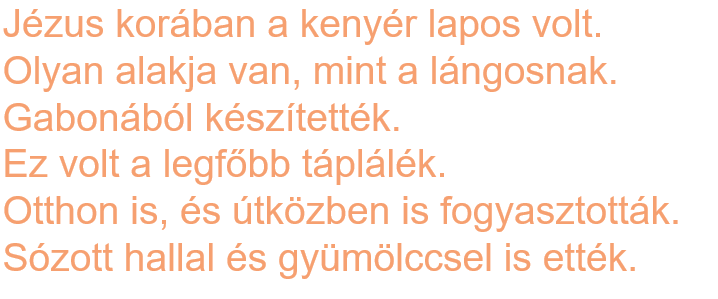 Jézus korában a kenyér lapos volt.
Olyan alakja van, mint a lángosnak.
Gabonából készítették.
Ez volt a legfőbb táplálék.
Otthon is, és útközben is fogyasztották.
Sózott hallal és gyümölccsel is ették.